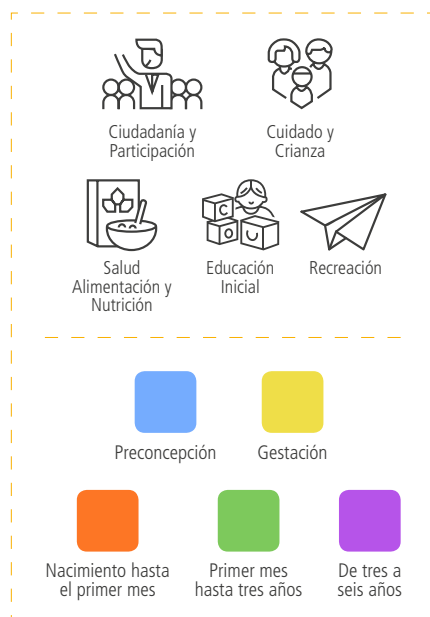 Ciudadanía y
Participación
Cuidado y
Crianza
C
O
U
Salud
Alimentación y
Nutrición
Educación
Inicial
Recreación
Preconcepción
Gestación
Nacimiento hasta
el primer mes
Primer mes
hasta tres años
De tres a
seis años